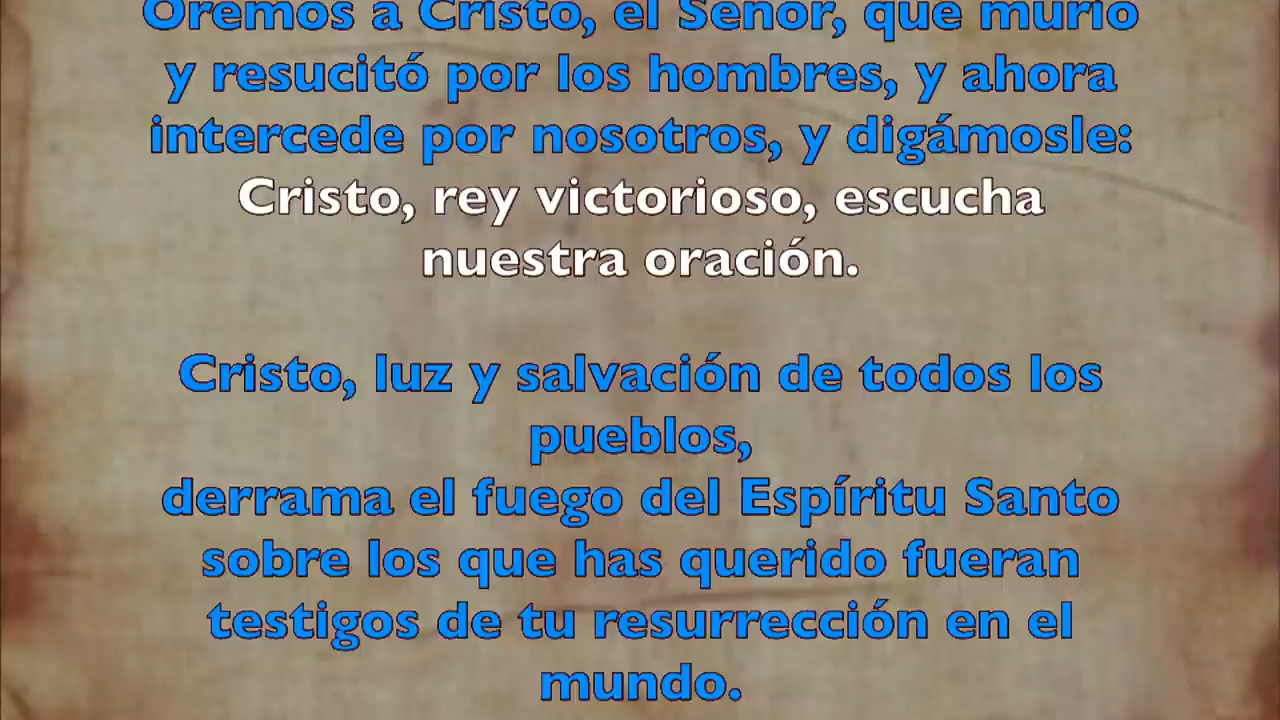 Oremos a Cristo, el Señor, que murió
y resucitó por los hombres, y ahora
intercede por nosotros, y digámosle:
Cristo, rey victorioso, escucha
nuestra oración.
Cristo, luz y salvación de todos los
pueblos,
derrama el fuego del Espíritu Santo
sobre los que has querido fueran
testigos de tu resurrección en el
mundo.